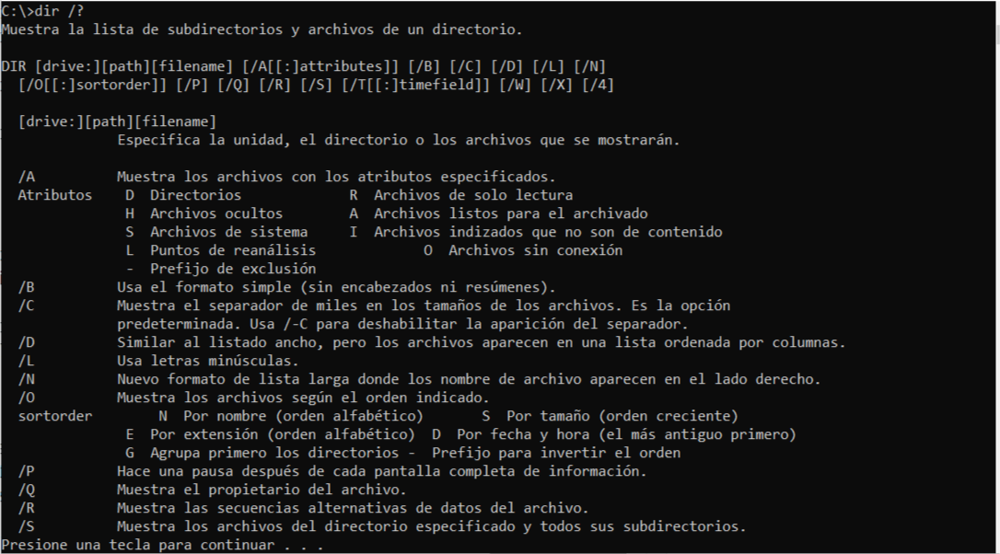 C:\>dir /?
Muestra la lista de subdirectorios y archivos de un directorio.
DIR [drive:][path][filename] [/A[[:]attributes]] [/B] [/C] [/D] [/L] [/N]
[/O[[:]sortorder]] [/P] [/Q] [/R] [/S] [/T[[:]timefield]] [/W] [/X] [/4]
[drive:][path][filename]
Especifica la unidad, el directorio o los archivos que se mostrarán.
/A Muestra los archivos con los atributos especificados.
Atributos D Directorios R Archivos de solo lectura
H Archivos ocultos A Archivos listos para el archivado
S Archivos de sistema I Archivos indizados que no son de contenido
L Puntos de reanálisis O Archivos sin conexión
- Prefijo de exclusión
/B Usa el formato simple (sin encabezados ni resúmenes).
/C Muestra el separador de miles en los tamaños de los archivos. Es la opción
predeterminada. Usa /-C para deshabilitar la aparición del separador.
/D Similar al listado ancho, pero los archivos aparecen en una lista ordenada por columnas.
/L Usa letras minúsculas.
/N Nuevo formato de lista larga donde los nombre de archivo aparecen en el lado derecho.
/O Muestra los archivos según el orden indicado.
sortorder N Por nombre (orden alfabético) S Por tamaño (orden creciente)
E Por extensión (orden alfabético) D Por fecha y hora (el más antiguo primero)
G Agrupa primero los directorios - Prefijo para invertir el orden
/P Hace una pausa después de cada pantalla completa de información.
/Q Muestra el propietario del archivo.
/R Muestra las secuencias alternativas de datos del archivo.
/S Muestra los archivos del directorio especificado y todos sus subdirectorios.
Presione una tecla para continuar . . .